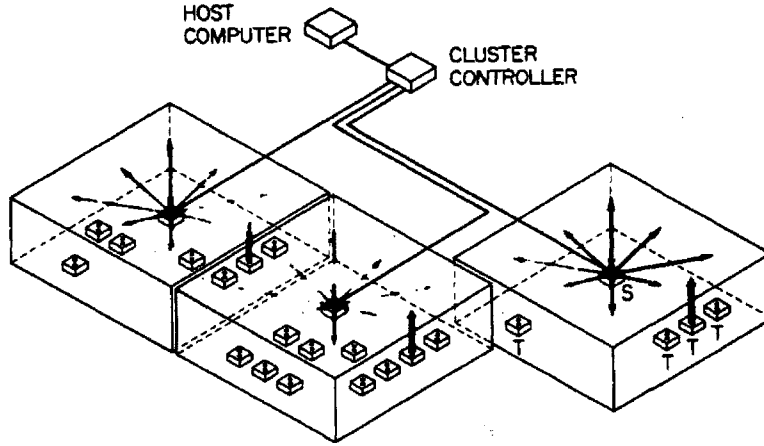 HOST
COMPUTER
CLUSTER
CONTROLLER
S
T
T T T